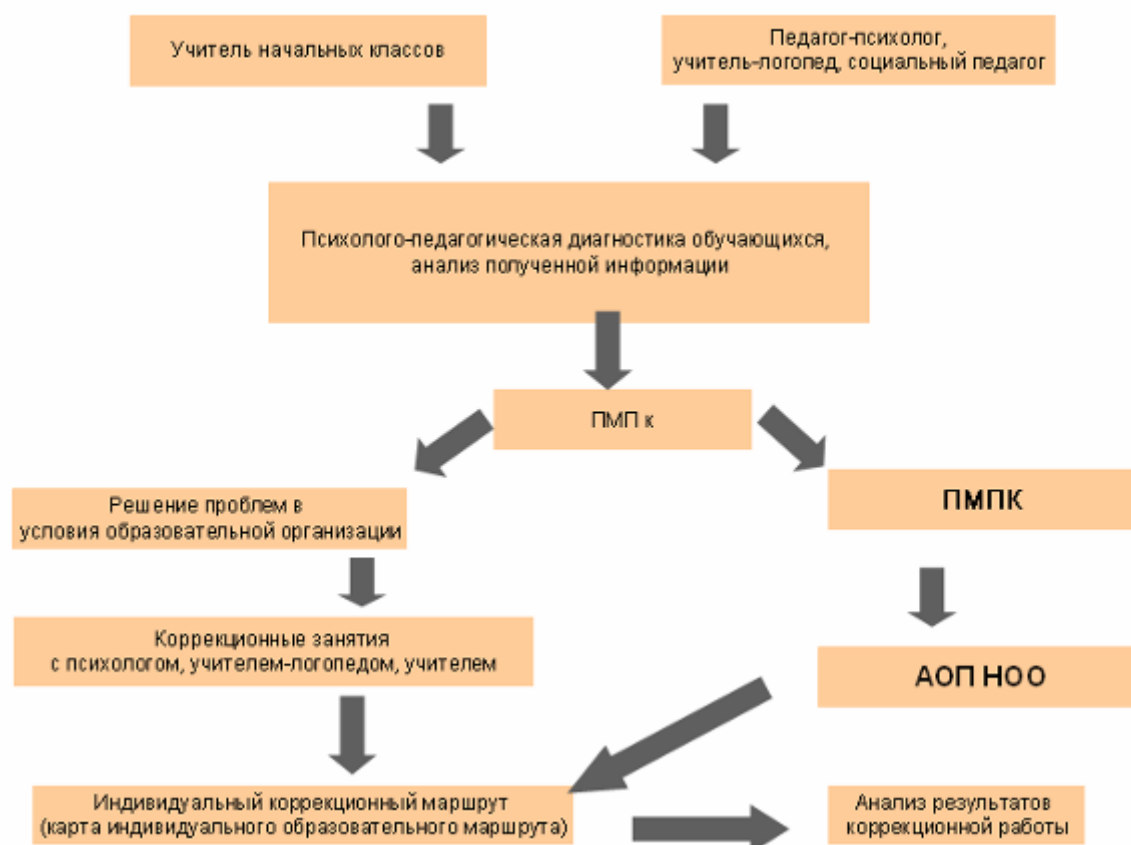 Учитель начальных классов
Педагог-психолог,
учитель-логопед, социальный педагог
Психолого-педагогическая диагностика обучающихся,
анализ полученной информации
ПМП к
Решение проблем в
условия образовательной организации
ПМПК
Коррекционные занятия
с психологом, учителем-логопедом, учителем
АОП НОО
Индивидуальный коррекционный маршрут
(карта индивидуального образовательного маршрута)
Анализ результатов
коррекционной работы